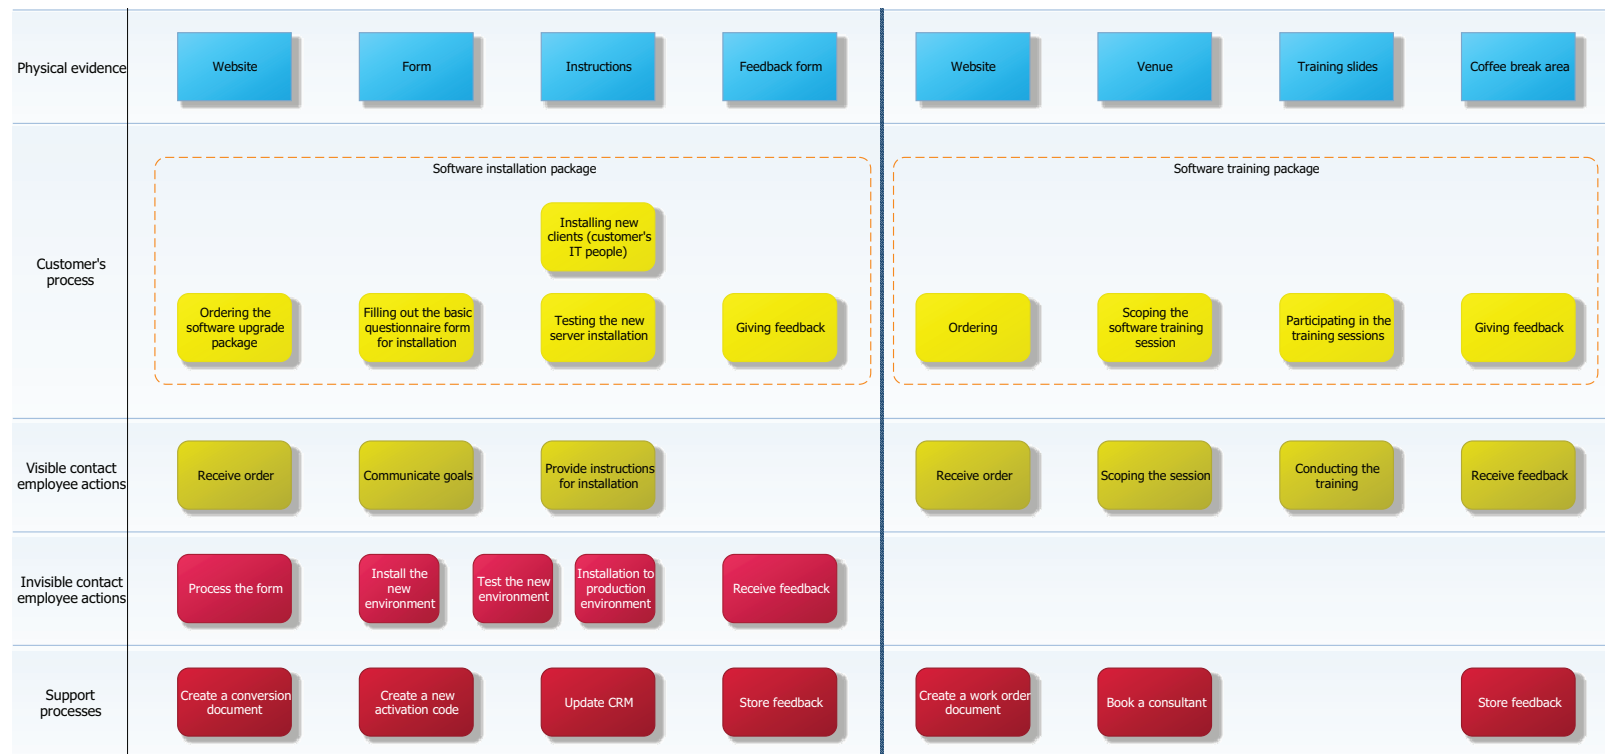 Physical evidence
Website
Form
Instructions
Feedback form
Website
Venue
Training slides
Coffee break area
Customer's
process
Software installation package
Installing new
clients (customer's
IT people)
Ordering the
software upgrade
package
Filling out the basic
questionnaire form
for installation
Testing the new
server installation
Giving feedback
Software training package
Ordering
Scoping the
software training
session
Participating in the
training sessions
Giving feedback
Visible contact
employee actions
Receive order
Communicate goals
Provide instructions
for installation
Receive order
Scoping the session
Conducting the
training
Receive feedback
Invisible contact
employee actions
Process the form
Install the
new
environment
Test the new
environment
Installation to
production
environment
Receive feedback
Support
processes
Create a conversion
document
Create a new
activation code
Update CRM
Store feedback
Create a work order
document
Book a consultant
Store feedback